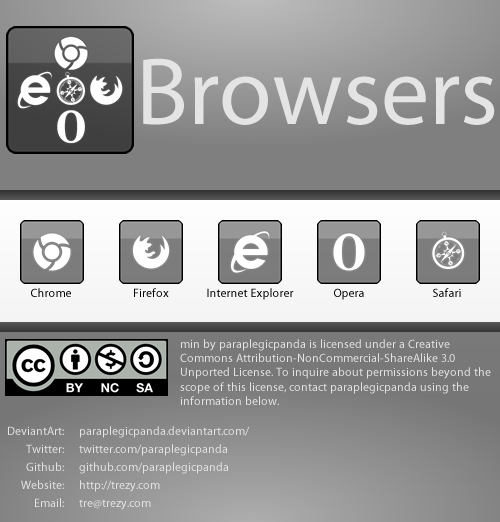 Browsers
Chrome Firefox Internet Explorer Opera Safari
cc BY NC SA
min by paraplegicpanda is licensed under a Creative
Commons Attribution-NonCommercial-ShareAlike 3.0
Unported License. To inquire about permissions beyond the
scope of this license, contact paraplegicpanda using the
information below.
DeviantArt: paraplegicpanda.deviantart.com/
Twitter: twitter.com/paraplegicpanda
Github: github.com/paraplegicpanda
Website: http://trezy.com
Email: tre@trezy.com